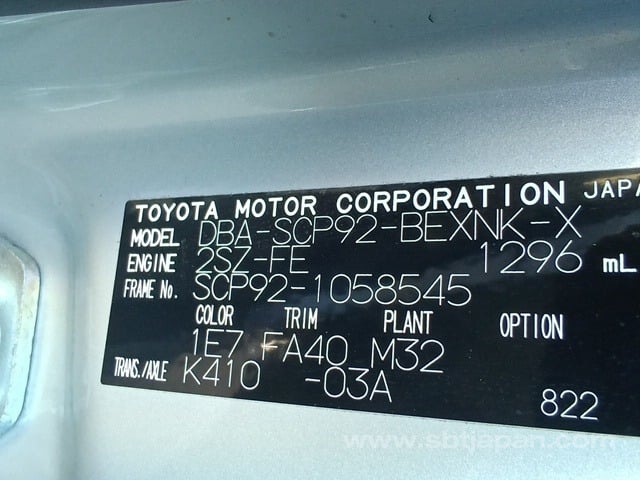 TOYOTA MOTOR CORPORATION JAPA
MODEL DBA-SCP92-BEXNK-X
ENGINE 2SZ-FE 1296 mL
FRAME No. SCP92-1058545
COLOR TRIM PLANT OPTION
1E7 FA40 M32
TRANS./AXLE K410 -03A
822
www.sbtjapan.com